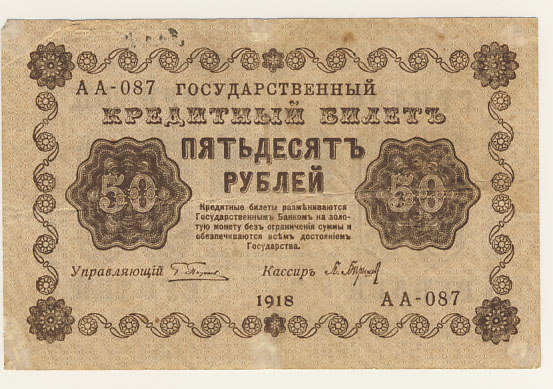 АА-087 ГОСУДАРСТВЕННЫЙ
КРЕДИТНЫЙ БИЛЕТЪ
ПЯТЬДЕСЯТЪ
РУБЛЕЙ
50 50
Кредитные билеты размѣниваются
Государственнымъ Банкомъ на золо-
тую монету безъ ограниченія суммы и
обезпечиваются всѣмъ достояніемъ
Государства.
Управляющій Кассиръ
1918 АА-087